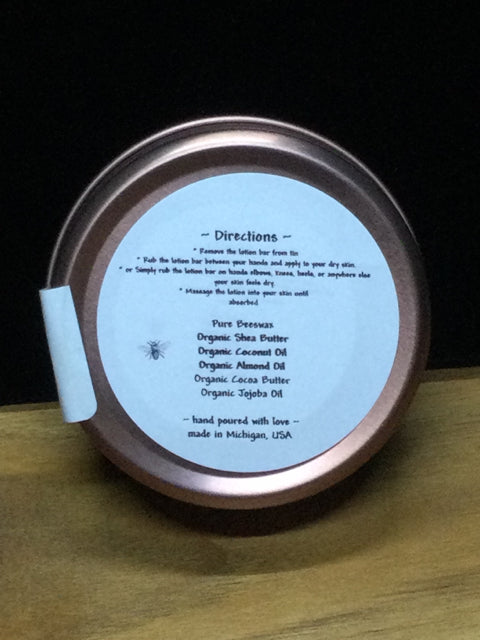 ~ Directions ~
* Remove the lotion bar from tin
* Rub the lotion bar between your hands and apply to your dry skin.
* or Simply rub the lotion bar on hands elbows, knees, heels, or anywhere else
your skin feels dry.
* Massage the lotion into your skin until
absorbed
Pure Beeswax
Organic Shea Butter
Organic Coconut Oil
Organic Almond Oil
Organic Cocoa Butter
Organic Jojoba Oil
~ hand poured with love ~
made in Michigan, USA